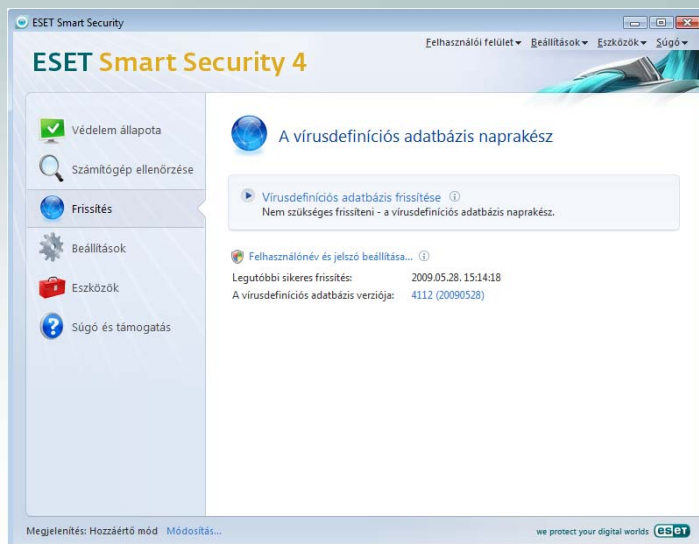 ESET Smart Security
Felhasználói felület Beállítások Eszközök Súgó
ESET Smart Security 4
Védelem állapota
Számítógép ellenőrzése
Frissítés
Beállítások
Eszközök
Súgó és támogatás
A vírusdefiníciós adatbázis naprakész
Vírusdefiníciós adatbázis frissítése
Nem szükséges frissíteni - a vírusdefiníciós adatbázis naprakész.
Felhasználónév és jelszó beállítása...
Legutóbbi sikeres frissítés: 2009.05.28. 15:14:18
A vírusdefiníciós adatbázis verziója: 4112 (20090528)
Megjelenítés: Hozzáértő mód Módosítás...
we protect your digital worlds eset